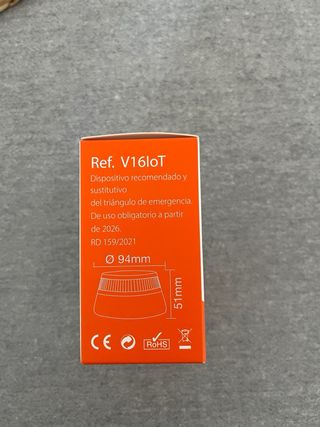 Ref. V16IoT
Dispositivo recomendado y
sustitutivo
del triángulo de emergencia.
De uso obligatorio a partir
de 2026.
RD 159/2021
Ø 94mm
51mm
CE
RoHS